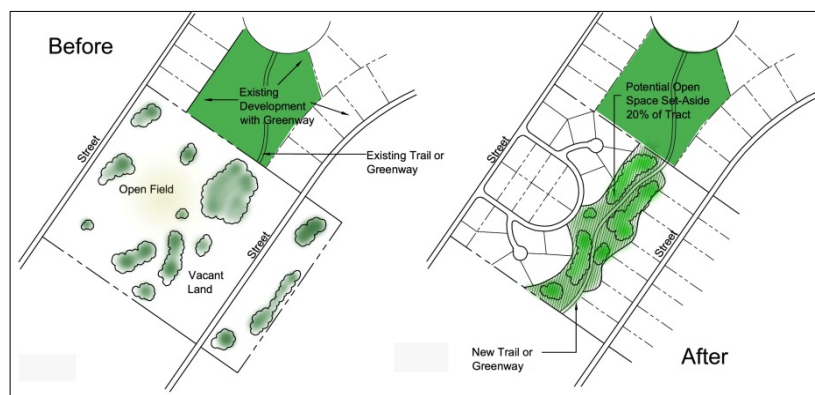 Before
Existing
Development
with Greenway
Existing Trail or
Greenway
Street
Open Field
Street
Vacant
Land
Potential Open
Space Set-Aside
20% of Tract
Street
Street
New Trail or
Greenway
After